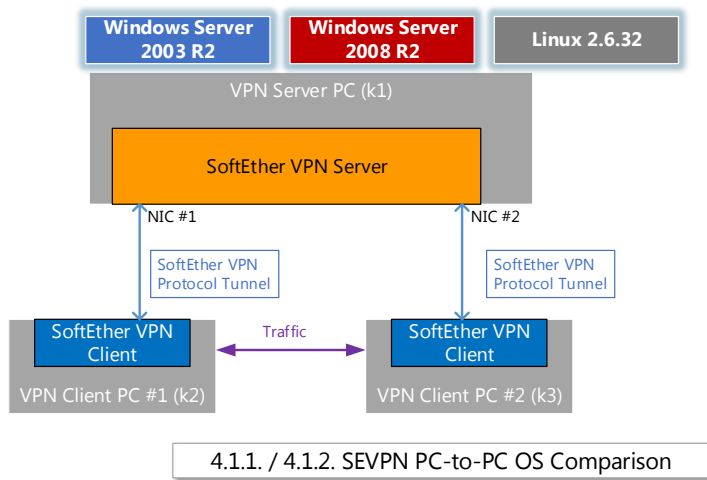 Windows Server
2003 R2
Windows Server
2008 R2
Linux 2.6.32
VPN Server PC (k1)
SoftEther VPN Server
NIC #1
NIC #2
SoftEther VPN
Protocol Tunnel
SoftEther VPN
Protocol Tunnel
SoftEther VPN
Client
Traffic
SoftEther VPN
Client
VPN Client PC #1 (k2)
VPN Client PC #2 (k3)
4.1.1. / 4.1.2. SEVPN PC-to-PC OS Comparison